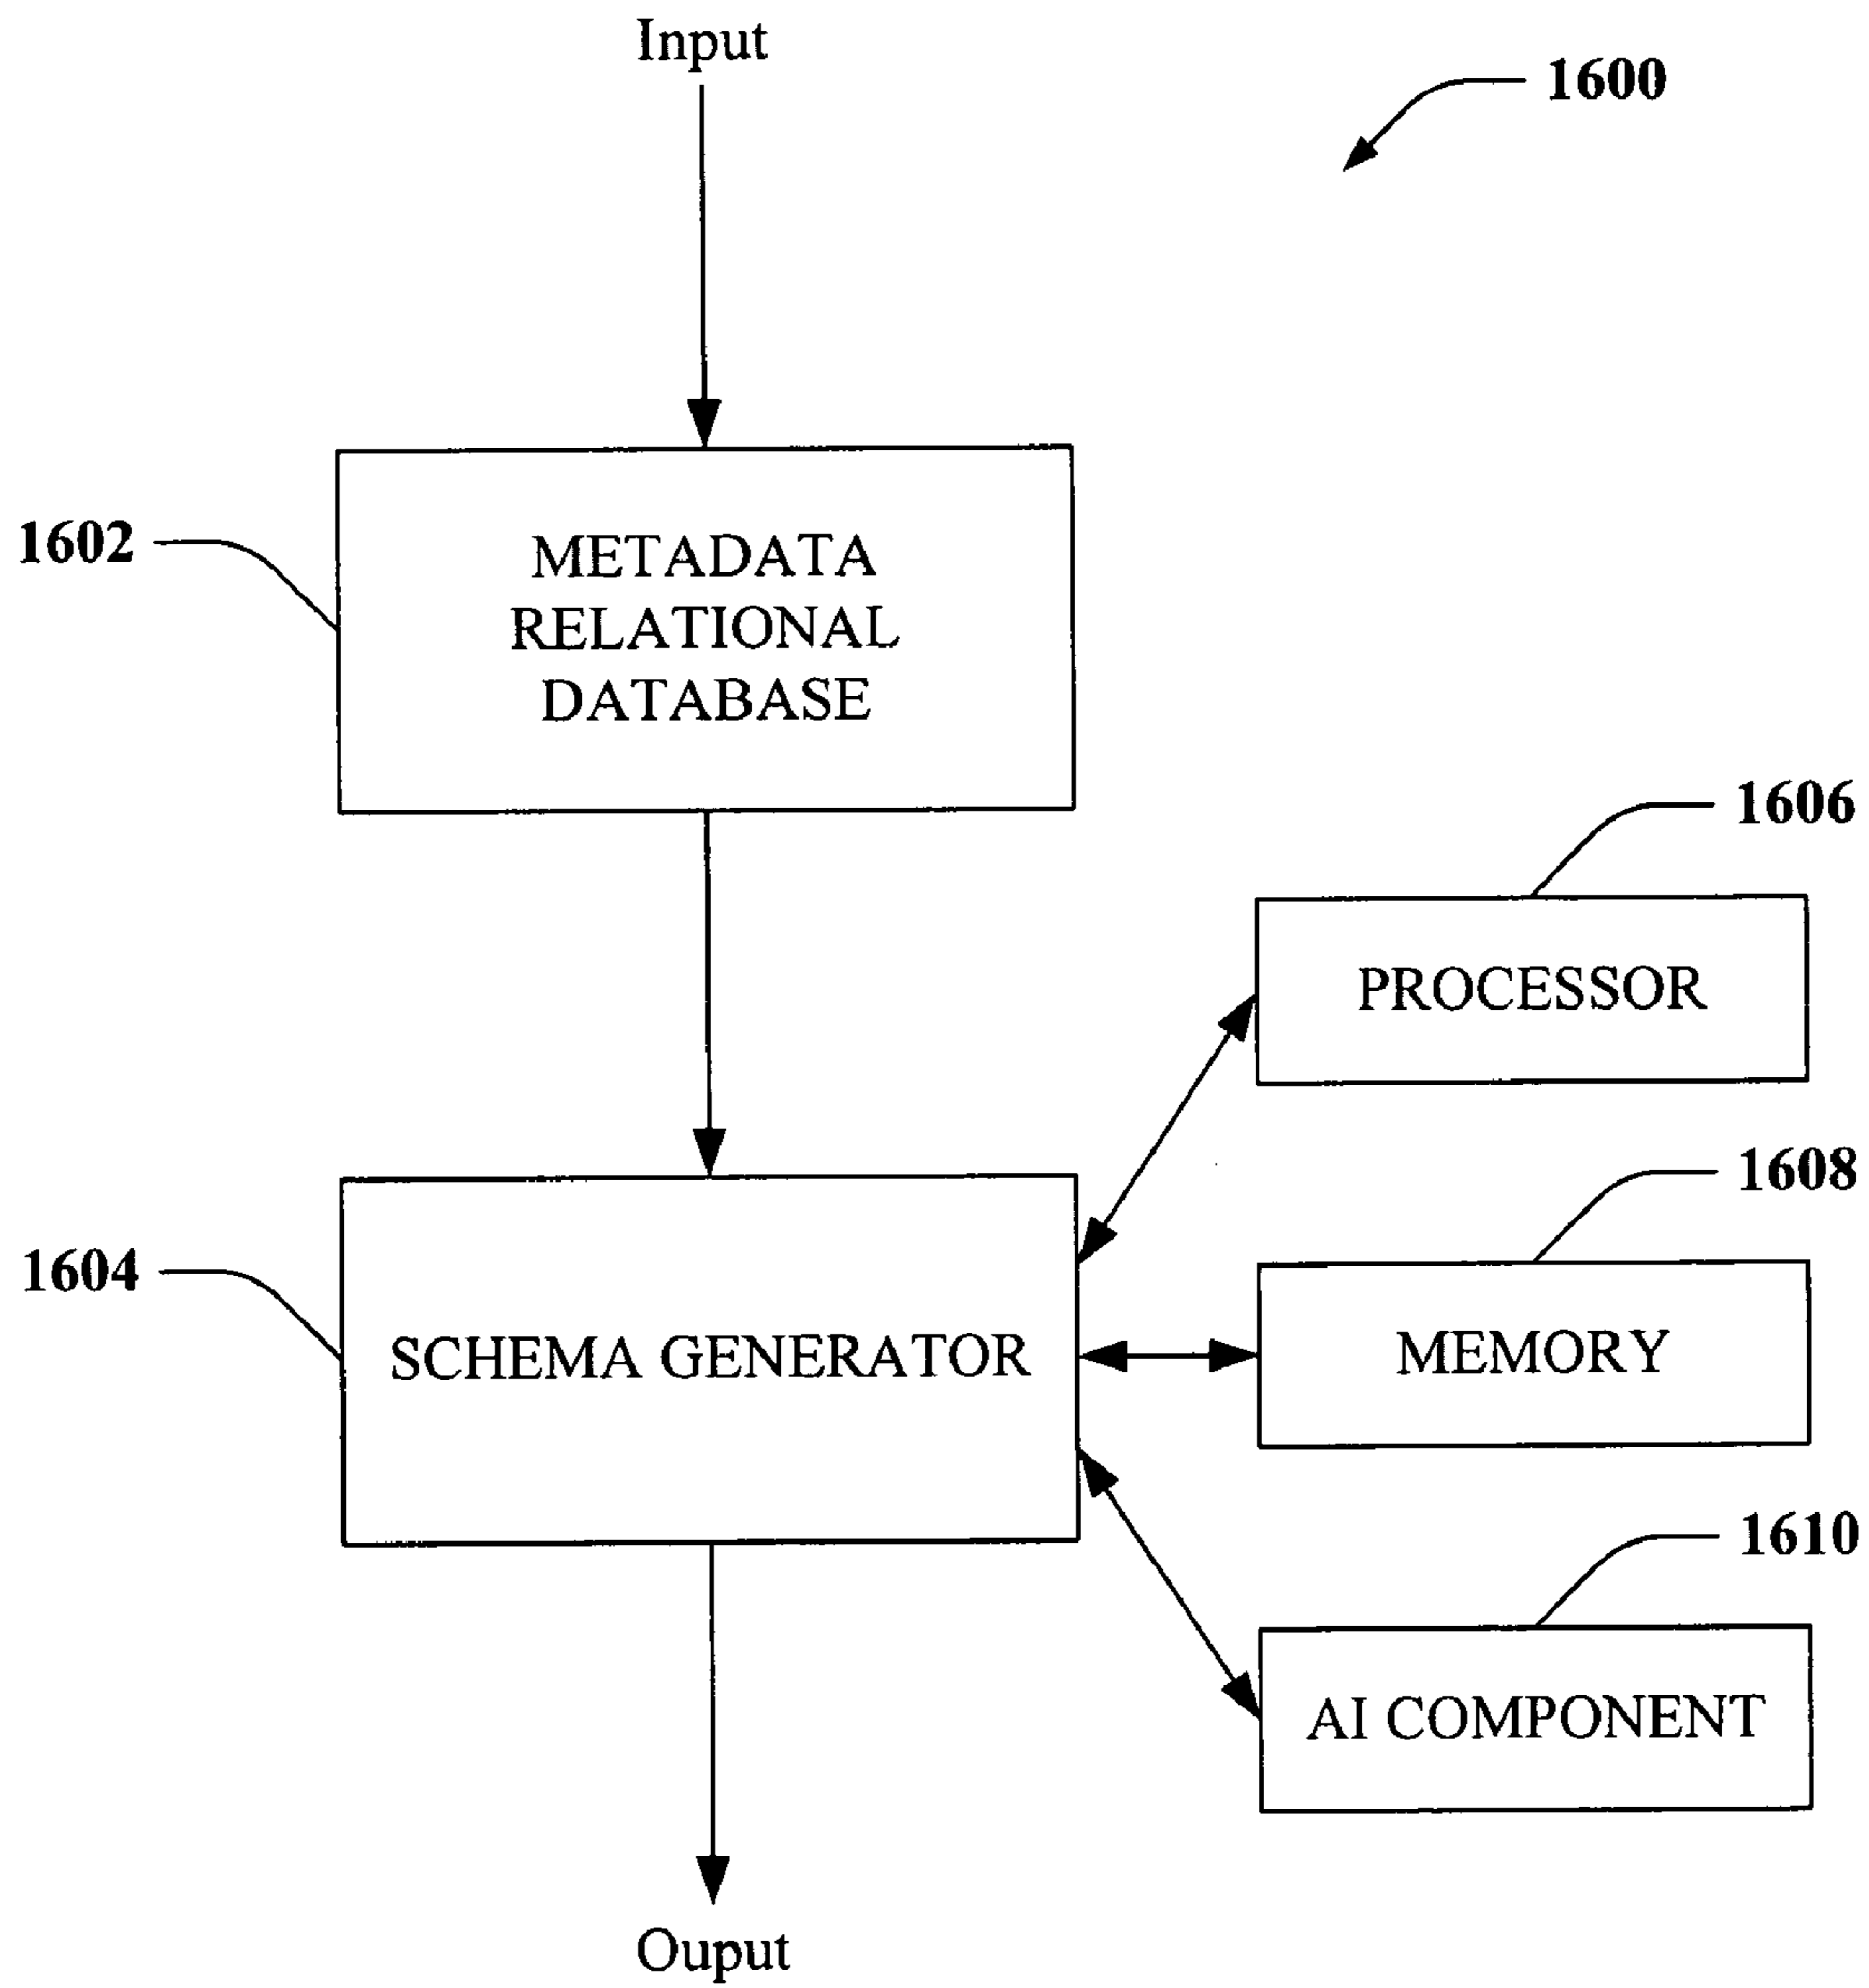 Input
1600
1602
METADATA
RELATIONAL
DATABASE
1606
PROCESSOR
1608
1604
SCHEMA GENERATOR
MEMORY
1610
AI COMPONENT
Ouput